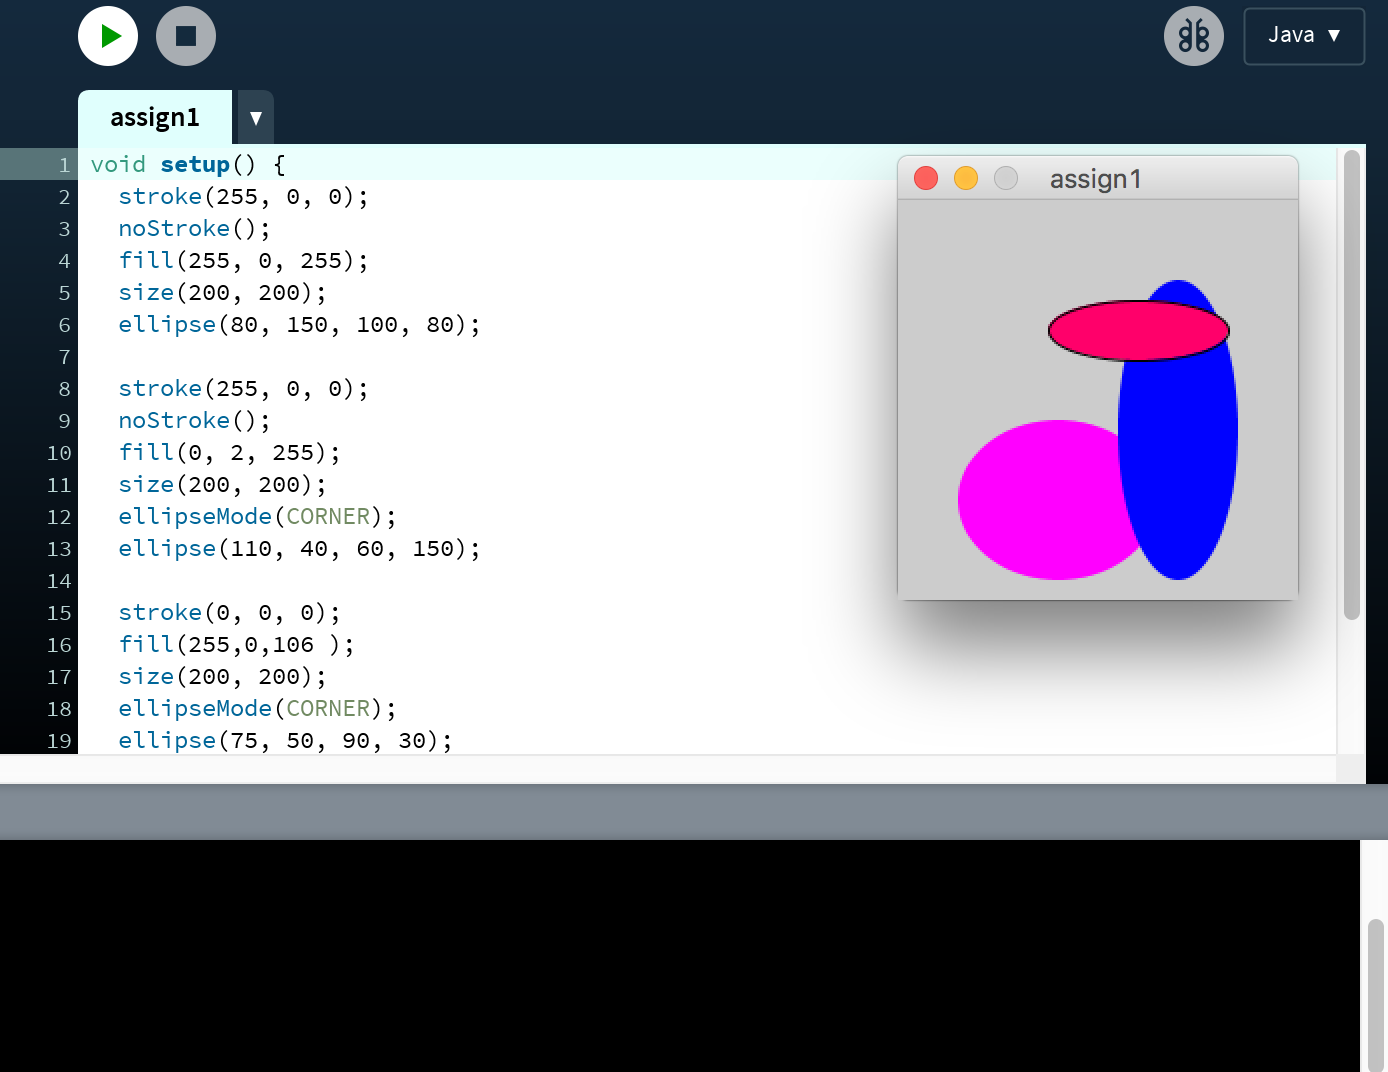 Java ▼
assign1 ▼
1 void setup() {
2   stroke(255, 0, 0);
3   noStroke();
4   fill(255, 0, 255);
5   size(200, 200);
6   ellipse(80, 150, 100, 80);
7
8   stroke(255, 0, 0);
9   noStroke();
10   fill(0, 2, 255);
11   size(200, 200);
12   ellipseMode(CORNER);
13   ellipse(110, 40, 60, 150);
14
15   stroke(0, 0, 0);
16   fill(255,0,106 );
17   size(200, 200);
18   ellipseMode(CORNER);
19   ellipse(75, 50, 90, 30);
assign1